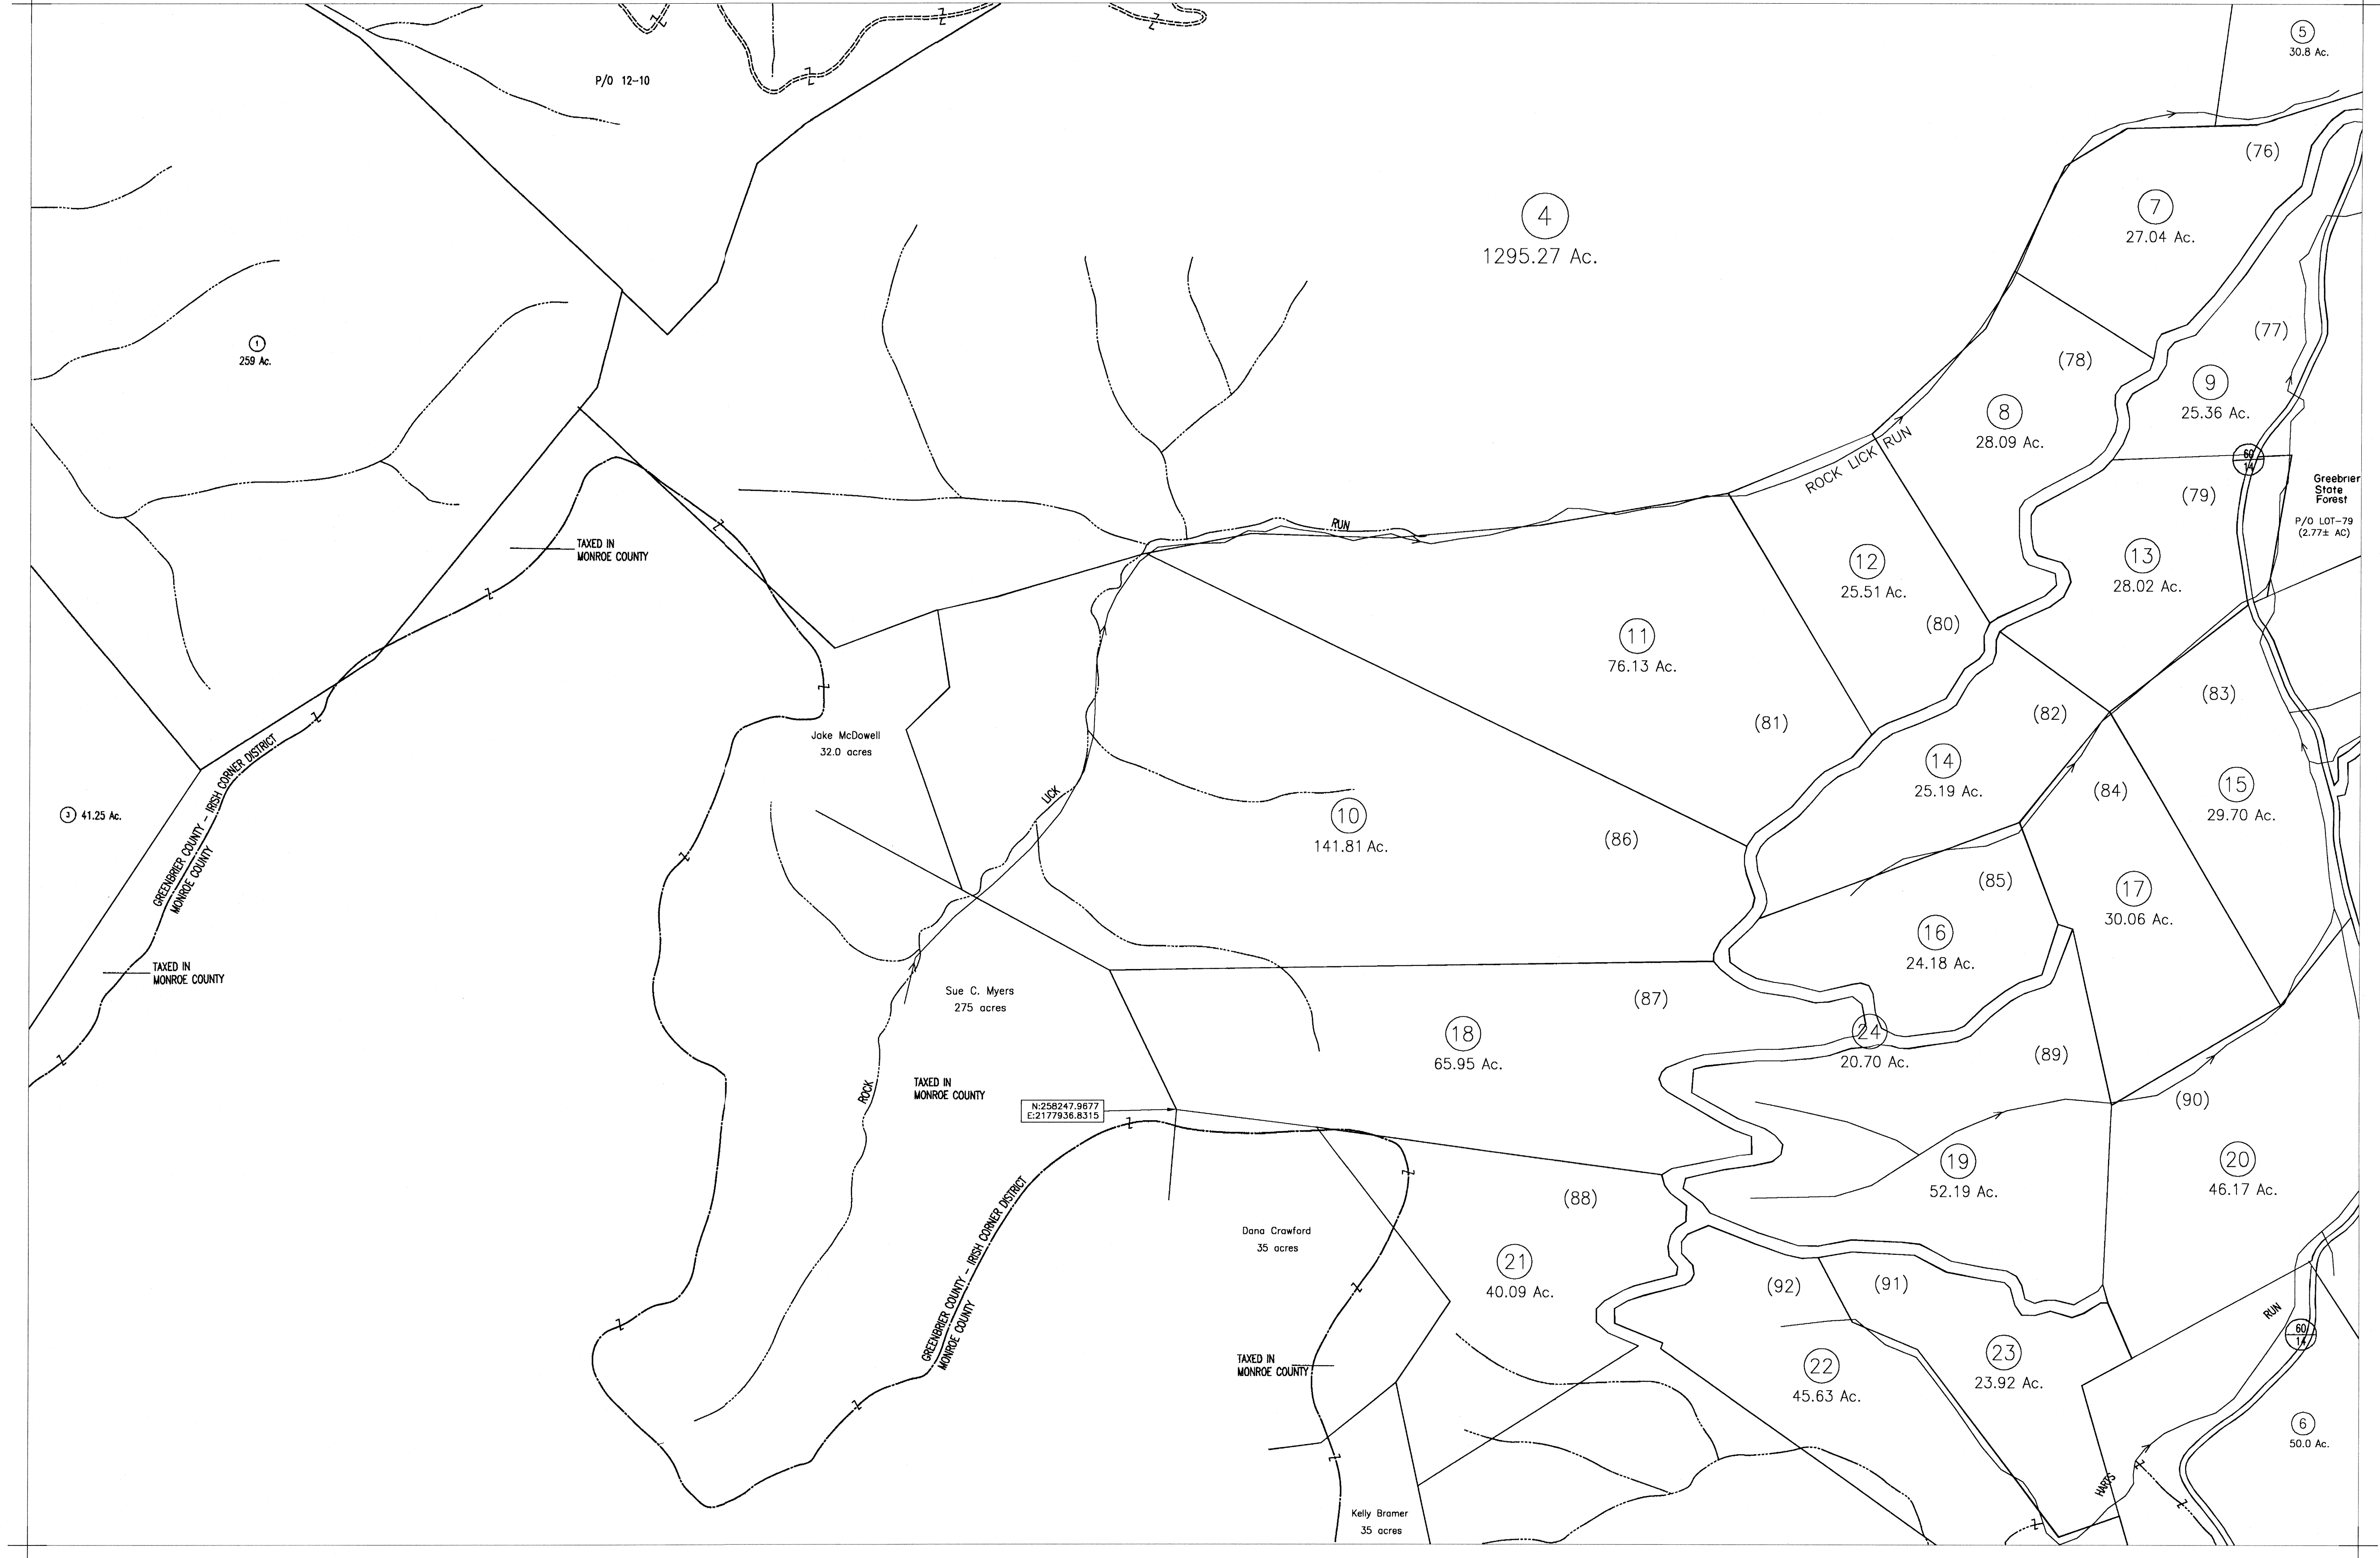 P/O 12-10
5
30.8 Ac.
(76)
7
27.04 Ac.
4
1295.27 Ac.
1
259 Ac.
(77)
(78)
9
25.36 Ac.
8
28.09 Ac.
ROCK LICK RUN
60
14
(79)
Greebrier
State
Forest
P/O LOT-79
(2.77± AC)
RUN
TAXED IN
MONROE COUNTY
12
25.51 Ac.
13
28.02 Ac.
(80)
11
76.13 Ac.
(81)
(82)
(83)
Jake McDowell
32.0 acres
14
25.19 Ac.
(84)
15
29.70 Ac.
LICK
3 41.25 Ac.
GREENBRIER COUNTY - IRISH CORNER DISTRICT
MONROE COUNTY
10
141.81 Ac.
(86)
(85)
17
30.06 Ac.
16
24.18 Ac.
TAXED IN
MONROE COUNTY
Sue C. Myers
275 acres
(87)
18
65.95 Ac.
24
20.70 Ac.
(89)
ROCK
TAXED IN
MONROE COUNTY
N:258247.9677
E:2177936.8315
(90)
19
52.19 Ac.
20
46.17 Ac.
(88)
Dana Crawford
35 acres
GREENBRIER COUNTY - IRISH CORNER DISTRICT
MONROE COUNTY
21
40.09 Ac.
(92)
(91)
RUN
60
14
TAXED IN
MONROE COUNTY
22
45.63 Ac.
23
23.92 Ac.
6
50.0 Ac.
HARTS
Kelly Bramer
35 acres